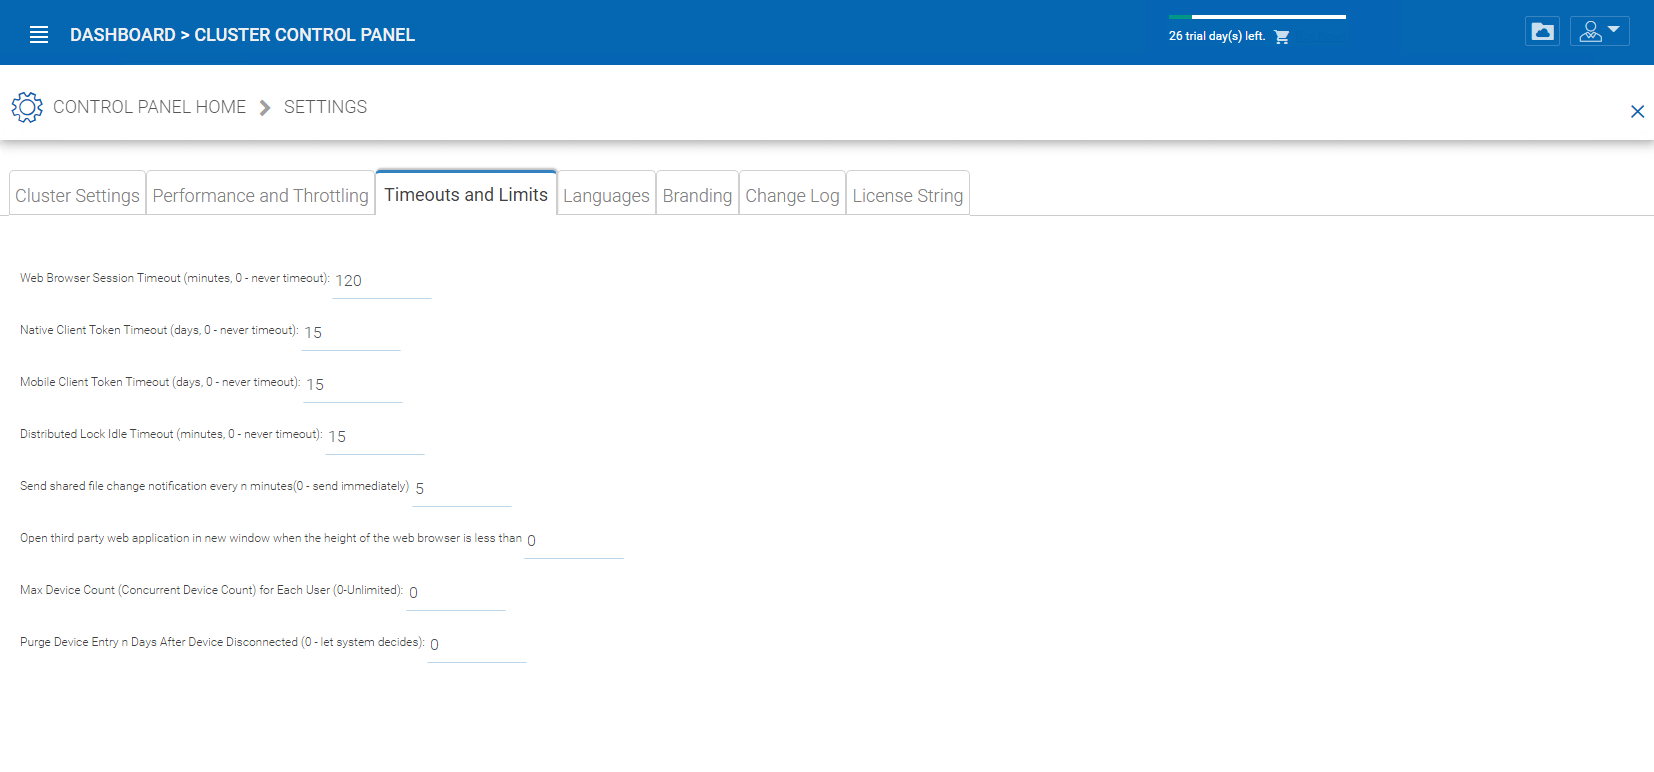 DASHBOARD > CLUSTER CONTROL PANEL
26 trial day(s) left.
CONTROL PANEL HOME SETTINGS
Cluster Settings Performance and Throttling Timeouts and Limits Languages Branding Change Log License String
Web Browser Session Timeout (minutes, 0 - never timeout): 120
Native Client Token Timeout (days, 0 - never timeout): 15
Mobile Client Token Timeout (days, 0 - never timeout): 15
Distributed Lock Idle Timeout (minutes, 0 - never timeout): 15
Send shared file change notification every n minutes(0 - send immediately) 5
Open third party web application in new window when the height of the web browser is less than 0
Max Device Count (Concurrent Device Count) for Each User (0-Unlimited): 0
Purge Device Entry n Days After Device Disconnected (0 - let system decides): 0